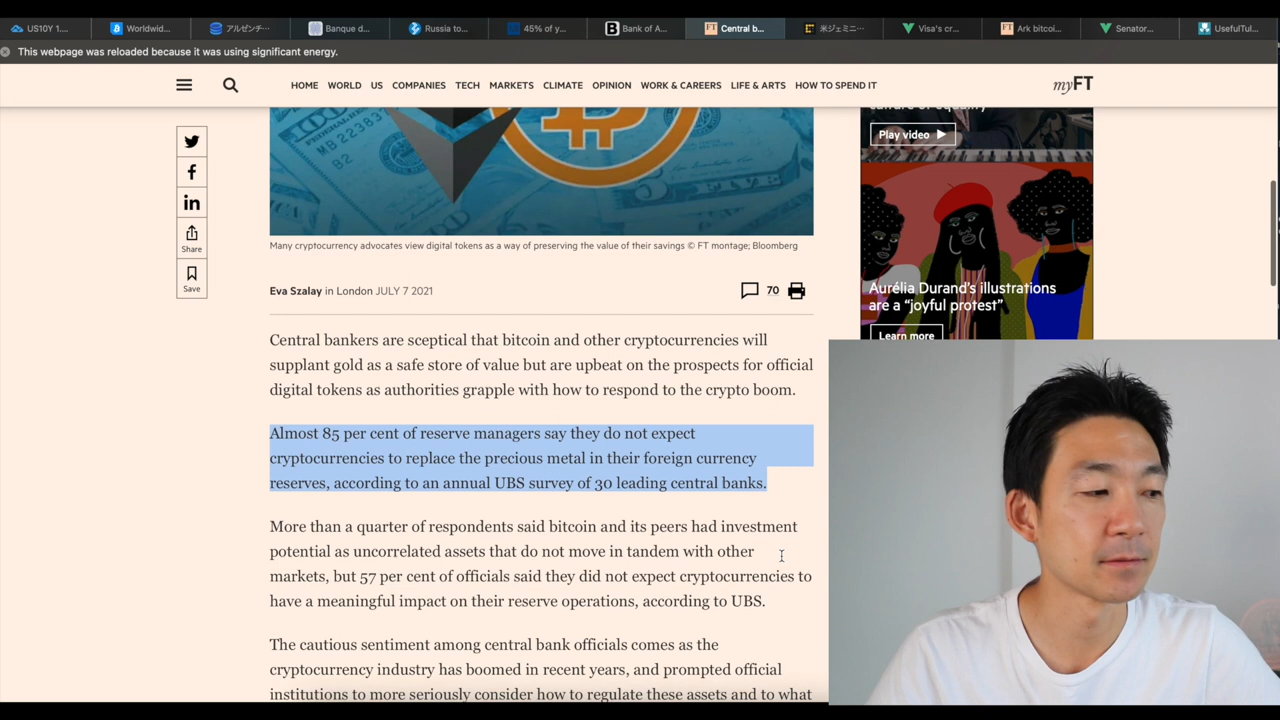 US10Y 1....
Worldwid...
アルゼンチ...
Banque d...
Russia to...
45% of y...
Bank of A...
Central b...
米ジェミニ...
Visa's cr...
Ark bitcoi...
Senator...
UsefulTul...
This webpage was reloaded because it was using significant energy.
HOME WORLD US COMPANIES TECH MARKETS CLIMATE OPINION WORK & CAREERS LIFE & ARTS HOW TO SPEND IT
myFT
Play video
Share
Save
Many cryptocurrency advocates view digital tokens as a way of preserving the value of their savings © FT montage; Bloomberg
Eva Szalay in London JULY 7 2021
70
Central bankers are sceptical that bitcoin and other cryptocurrencies will
supplant gold as a safe store of value but are upbeat on the prospects for official
digital tokens as authorities grapple with how to respond to the crypto boom.
Almost 85 per cent of reserve managers say they do not expect
cryptocurrencies to replace the precious metal in their foreign currency
reserves, according to an annual UBS survey of 30 leading central banks.
More than a quarter of respondents said bitcoin and its peers had investment
potential as uncorrelated assets that do not move in tandem with other
markets, but 57 per cent of officials said they did not expect cryptocurrencies to
have a meaningful impact on their reserve operations, according to UBS.
The cautious sentiment among central bank officials comes as the
cryptocurrency industry has boomed in recent years, and prompted official
institutions to more seriously consider how to regulate these assets and to what
Aurélia Durand's illustrations
are a "joyful protest"
Learn more